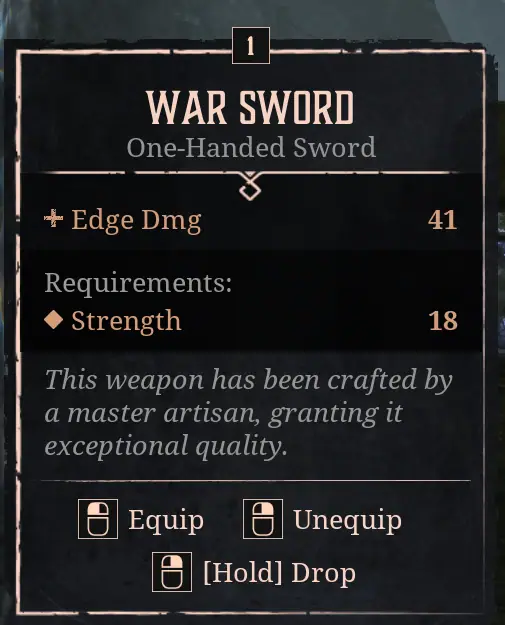 1
WAR SWORD
One-Handed Sword
Edge Dmg 41
Requirements:
Strength 18
This weapon has been crafted by
a master artisan, granting it
exceptional quality.
Equip Unequip
[Hold] Drop